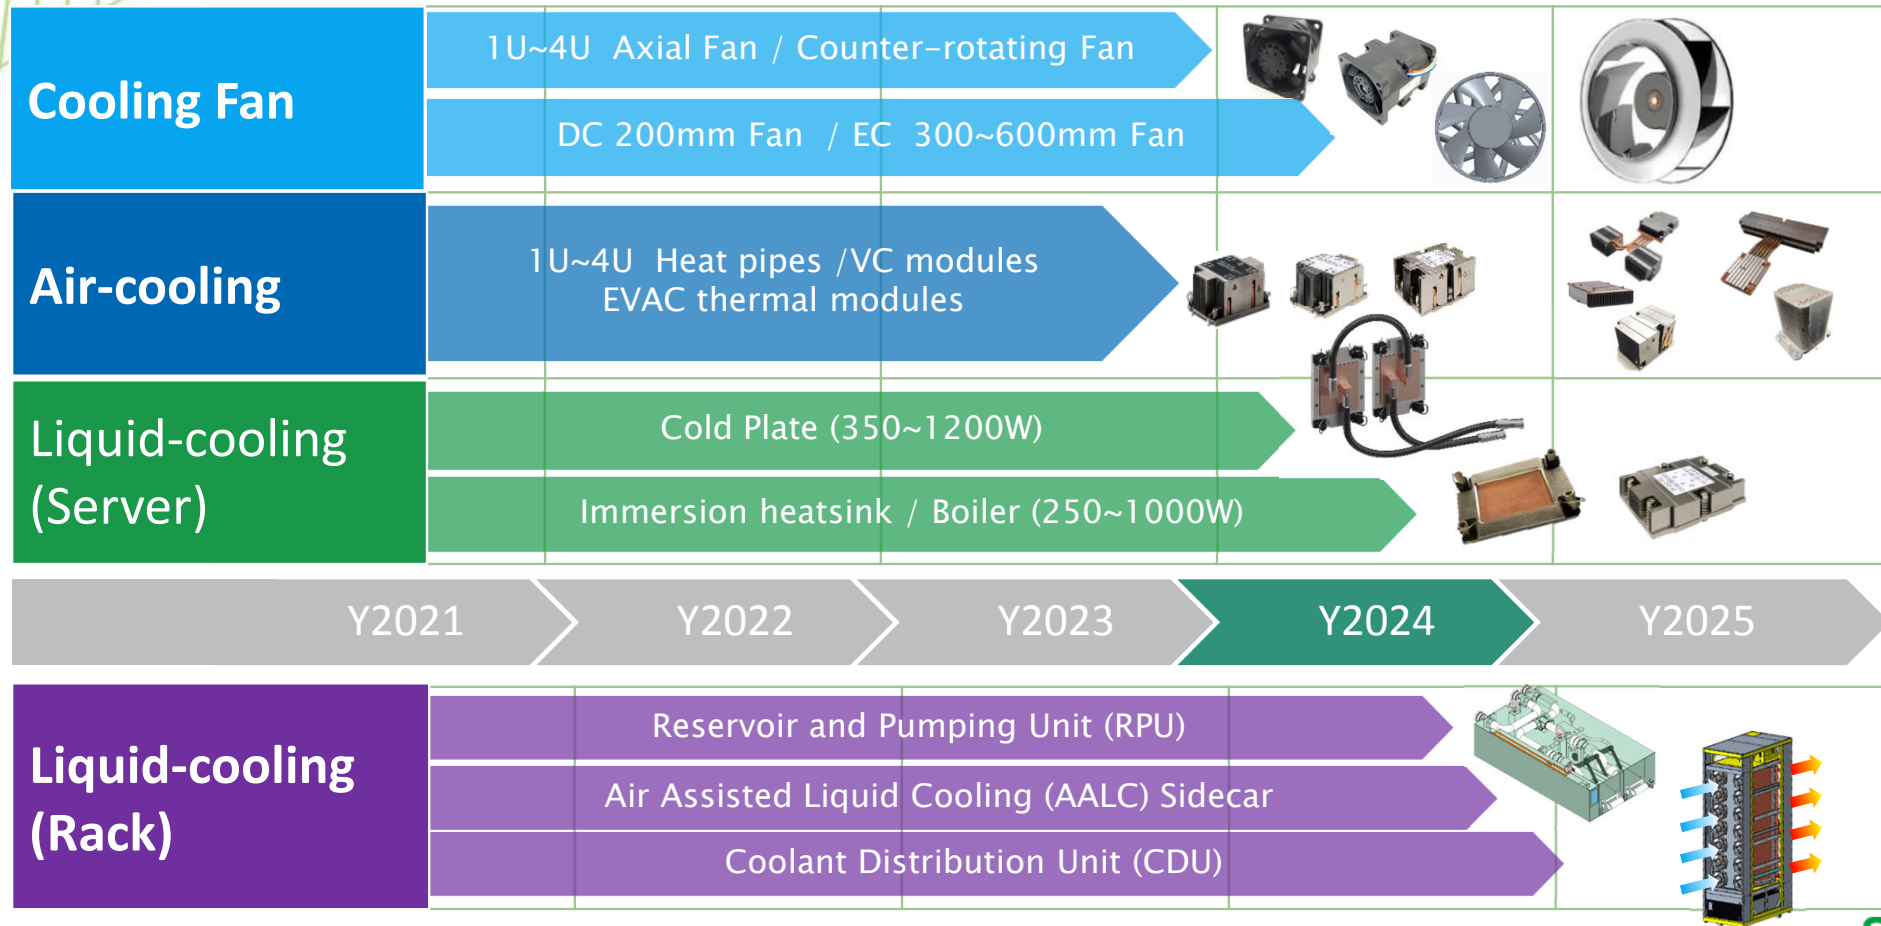 Cooling Fan
1U~4U Axial Fan / Counter-rotating Fan
DC 200mm Fan / EC 300~600mm Fan
Air-cooling
1U~4U Heat pipes /VC modules
EVAC thermal modules
Liquid-cooling
(Server)
Cold Plate (350~1200W)
Immersion heatsink / Boiler (250~1000W)
Y2021
Y2022
Y2023
Y2024
Y2025
Liquid-cooling
(Rack)
Reservoir and Pumping Unit (RPU)
Air Assisted Liquid Cooling (AALC) Sidecar
Coolant Distribution Unit (CDU)